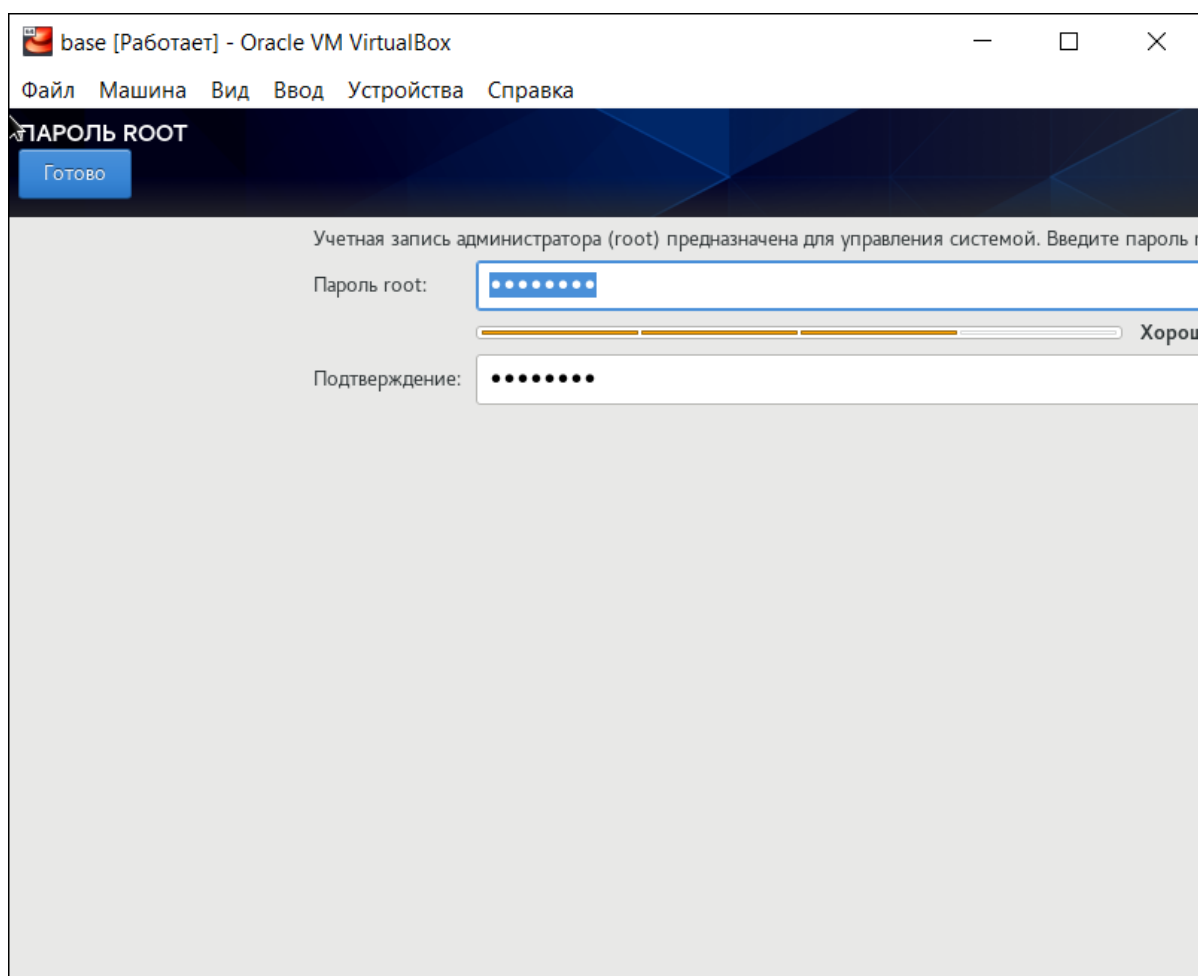 base [Работает] - Oracle VM VirtualBox
Файл Машина Вид Ввод Устройства Справка
ПАРОЛЬ ROOT
Готово
Учетная запись администратора (root) предназначена для управления системой. Введите пароль
Пароль root: ••••••••
Хорош
Подтверждение: ••••••••